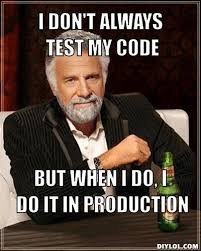 I DON'T ALWAYS
TEST MY CODE
BUT WHEN I DO, I
DO IT IN PRODUCTION
DIYLOL.COM